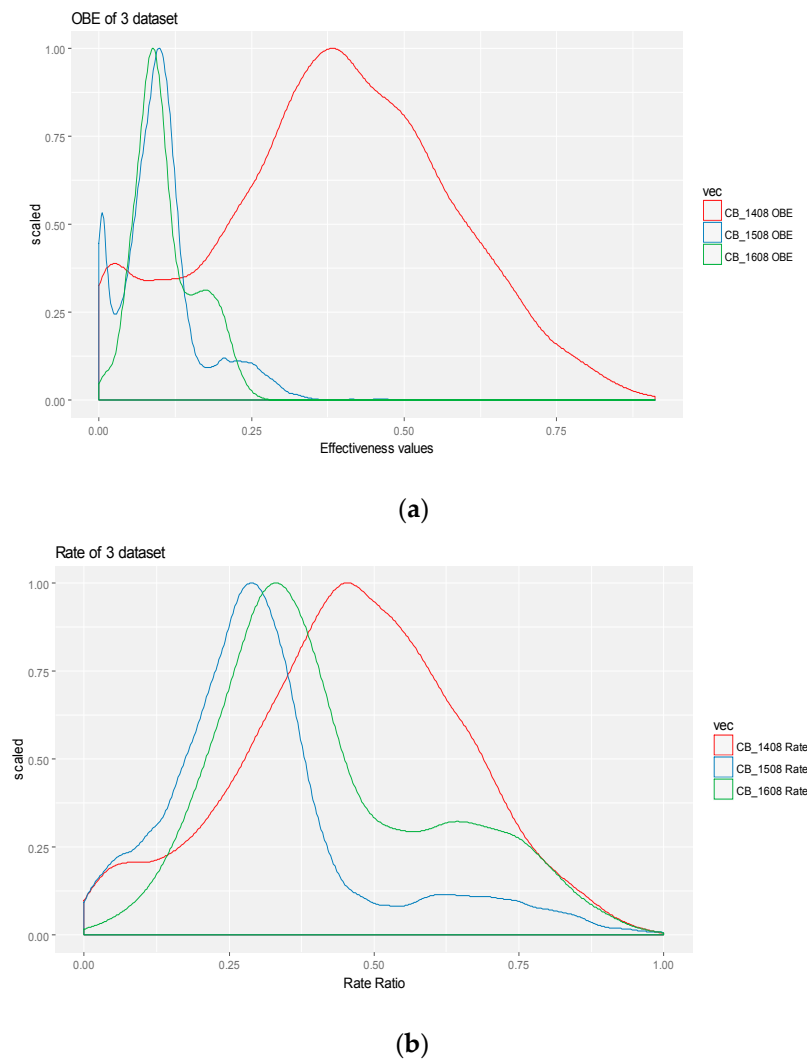 OBE of 3 dataset
1.00
0.75
0.50
0.25
0.00
scaled
0.00 0.25 0.50 0.75
Effectiveness values
vec
CB_1408 OBE
CB_1508 OBE
CB_1608 OBE
(a)
Rate of 3 dataset
1.00
0.75
0.50
0.25
0.00
scaled
0.00 0.25 0.50 0.75 1.00
Rate Ratio
vec
CB_1408 Rate
CB_1508 Rate
CB_1608 Rate
(b)